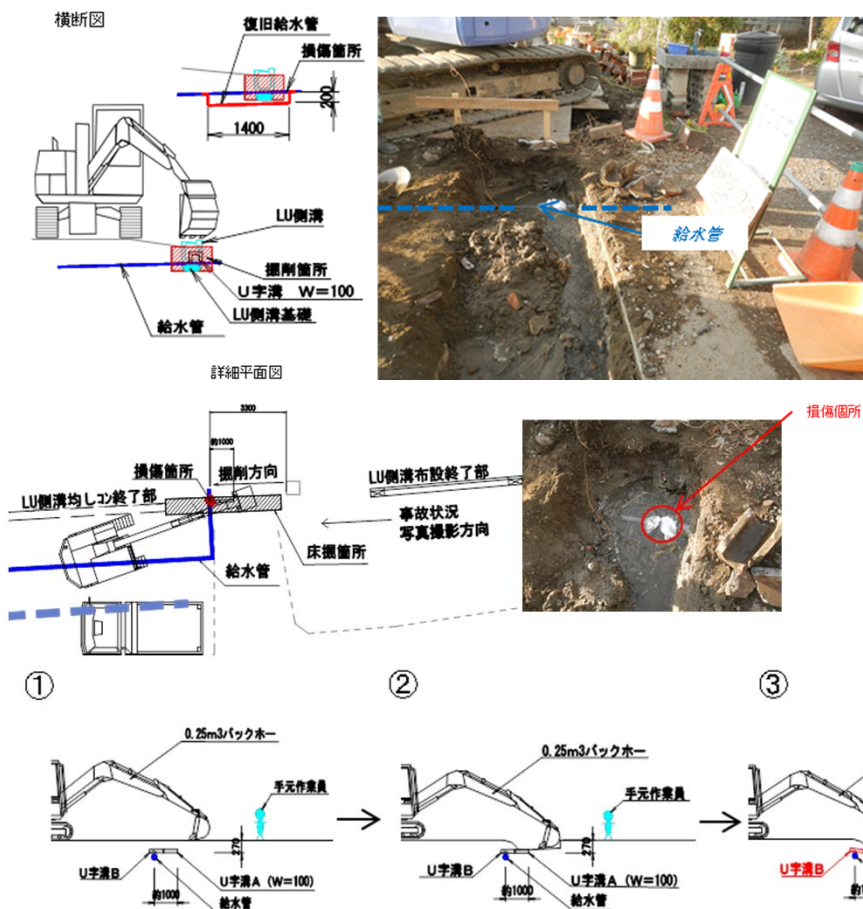 横断図
復旧給水管
損傷箇所
200
1400
LU側溝
掘削箇所
U字溝 W=100
LU側溝基礎
給水管
給水管
詳細平面図
3300
約1000
損傷箇所
掘削方向
LU側溝均しコン終了部
LU側溝布設終了部
事故状況
写真撮影方向
床掘箇所
給水管
損傷個所
①
②
③
0.25m3バックホー
手元作業員
270
U字溝B
U字溝A (W=100)
約1000
給水管
0.25m3バックホー
手元作業員
270
U字溝B
U字溝A (W=100)
約1000
給水管
U字溝B